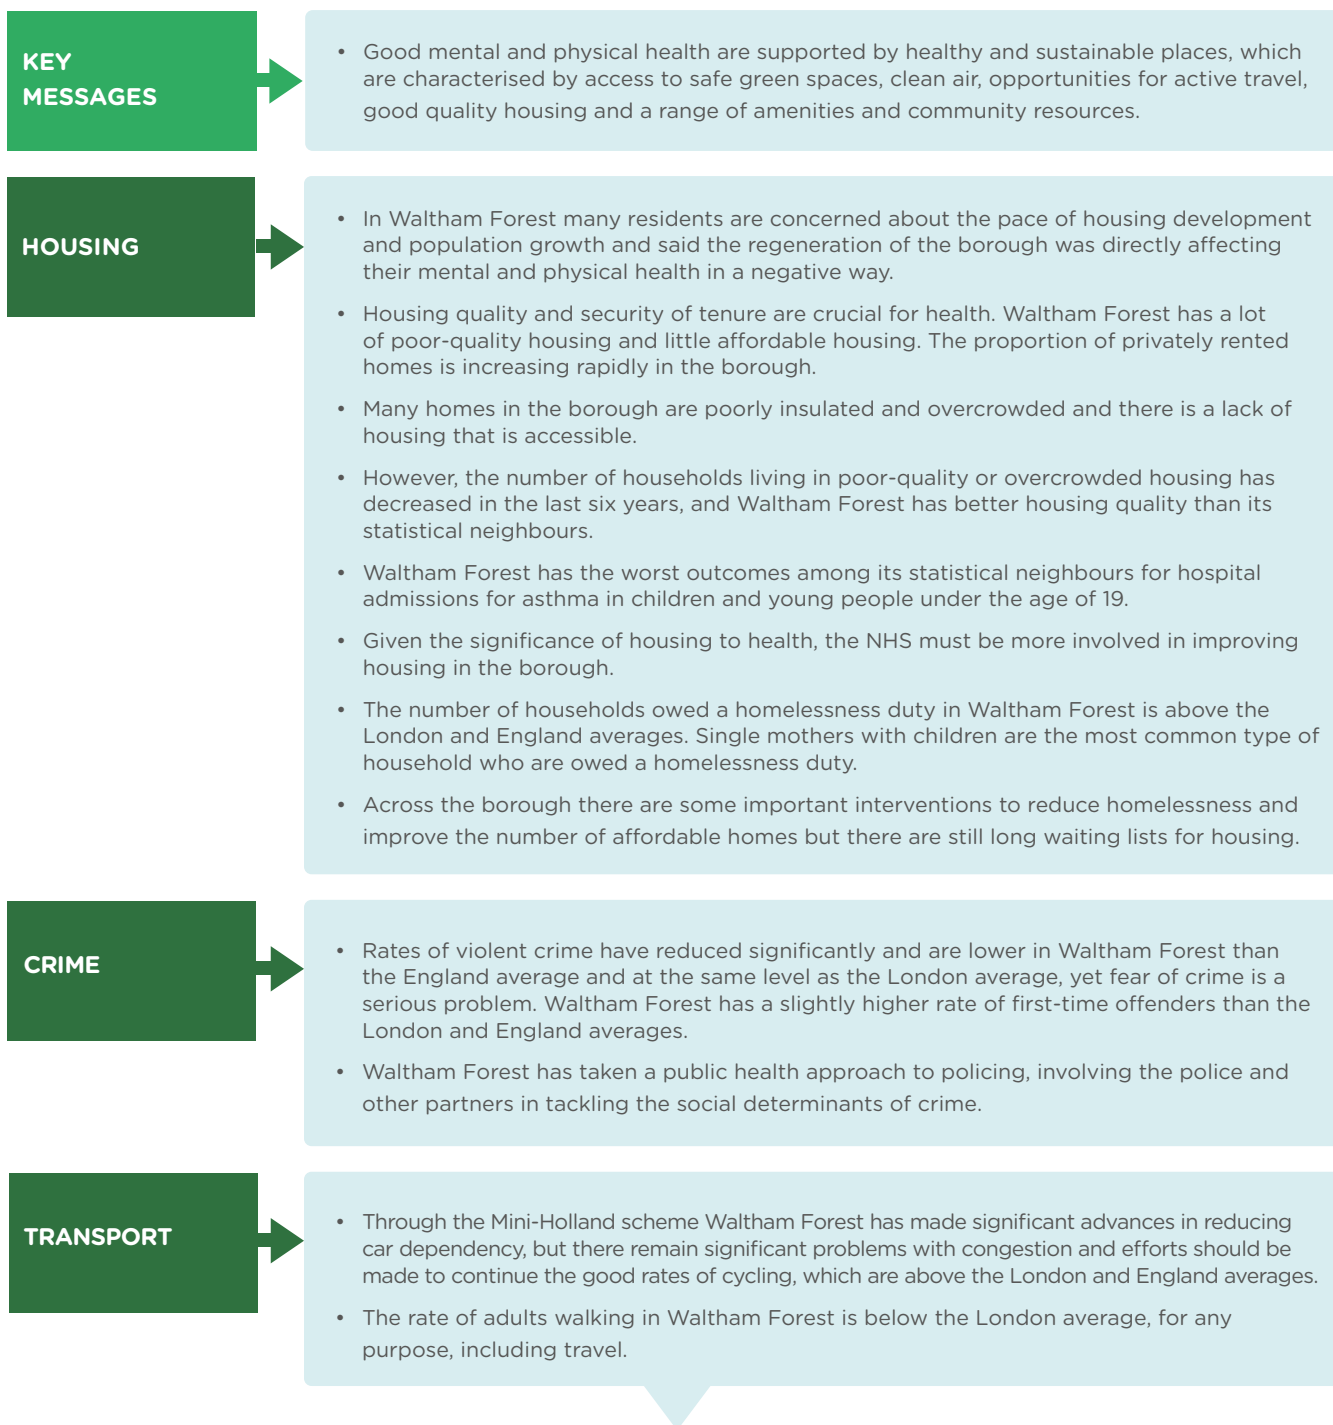 KEY
MESSAGES
• Good mental and physical health are supported by healthy and sustainable places, which
are characterised by access to safe green spaces, clean air, opportunities for active travel,
good quality housing and a range of amenities and community resources.
HOUSING
• In Waltham Forest many residents are concerned about the pace of housing development
and population growth and said the regeneration of the borough was directly affecting
their mental and physical health in a negative way.
• Housing quality and security of tenure are crucial for health. Waltham Forest has a lot
of poor-quality housing and little affordable housing. The proportion of privately rented
homes is increasing rapidly in the borough.
• Many homes in the borough are poorly insulated and overcrowded and there is a lack of
housing that is accessible.
• However, the number of households living in poor-quality or overcrowded housing has
decreased in the last six years, and Waltham Forest has better housing quality than its
statistical neighbours.
• Waltham Forest has the worst outcomes among its statistical neighbours for hospital
admissions for asthma in children and young people under the age of 19.
• Given the significance of housing to health, the NHS must be more involved in improving
housing in the borough.
• The number of households owed a homelessness duty in Waltham Forest is above the
London and England averages. Single mothers with children are the most common type of
household who are owed a homelessness duty.
• Across the borough there are some important interventions to reduce homelessness and
improve the number of affordable homes but there are still long waiting lists for housing.
CRIME
• Rates of violent crime have reduced significantly and are lower in Waltham Forest than
the England average and at the same level as the London average, yet fear of crime is a
serious problem. Waltham Forest has a slightly higher rate of first-time offenders than the
London and England averages.
• Waltham Forest has taken a public health approach to policing, involving the police and
other partners in tackling the social determinants of crime.
TRANSPORT
• Through the Mini-Holland scheme Waltham Forest has made significant advances in reducing
car dependency, but there remain significant problems with congestion and efforts should be
made to continue the good rates of cycling, which are above the London and England averages.
• The rate of adults walking in Waltham Forest is below the London average, for any
purpose, including travel.